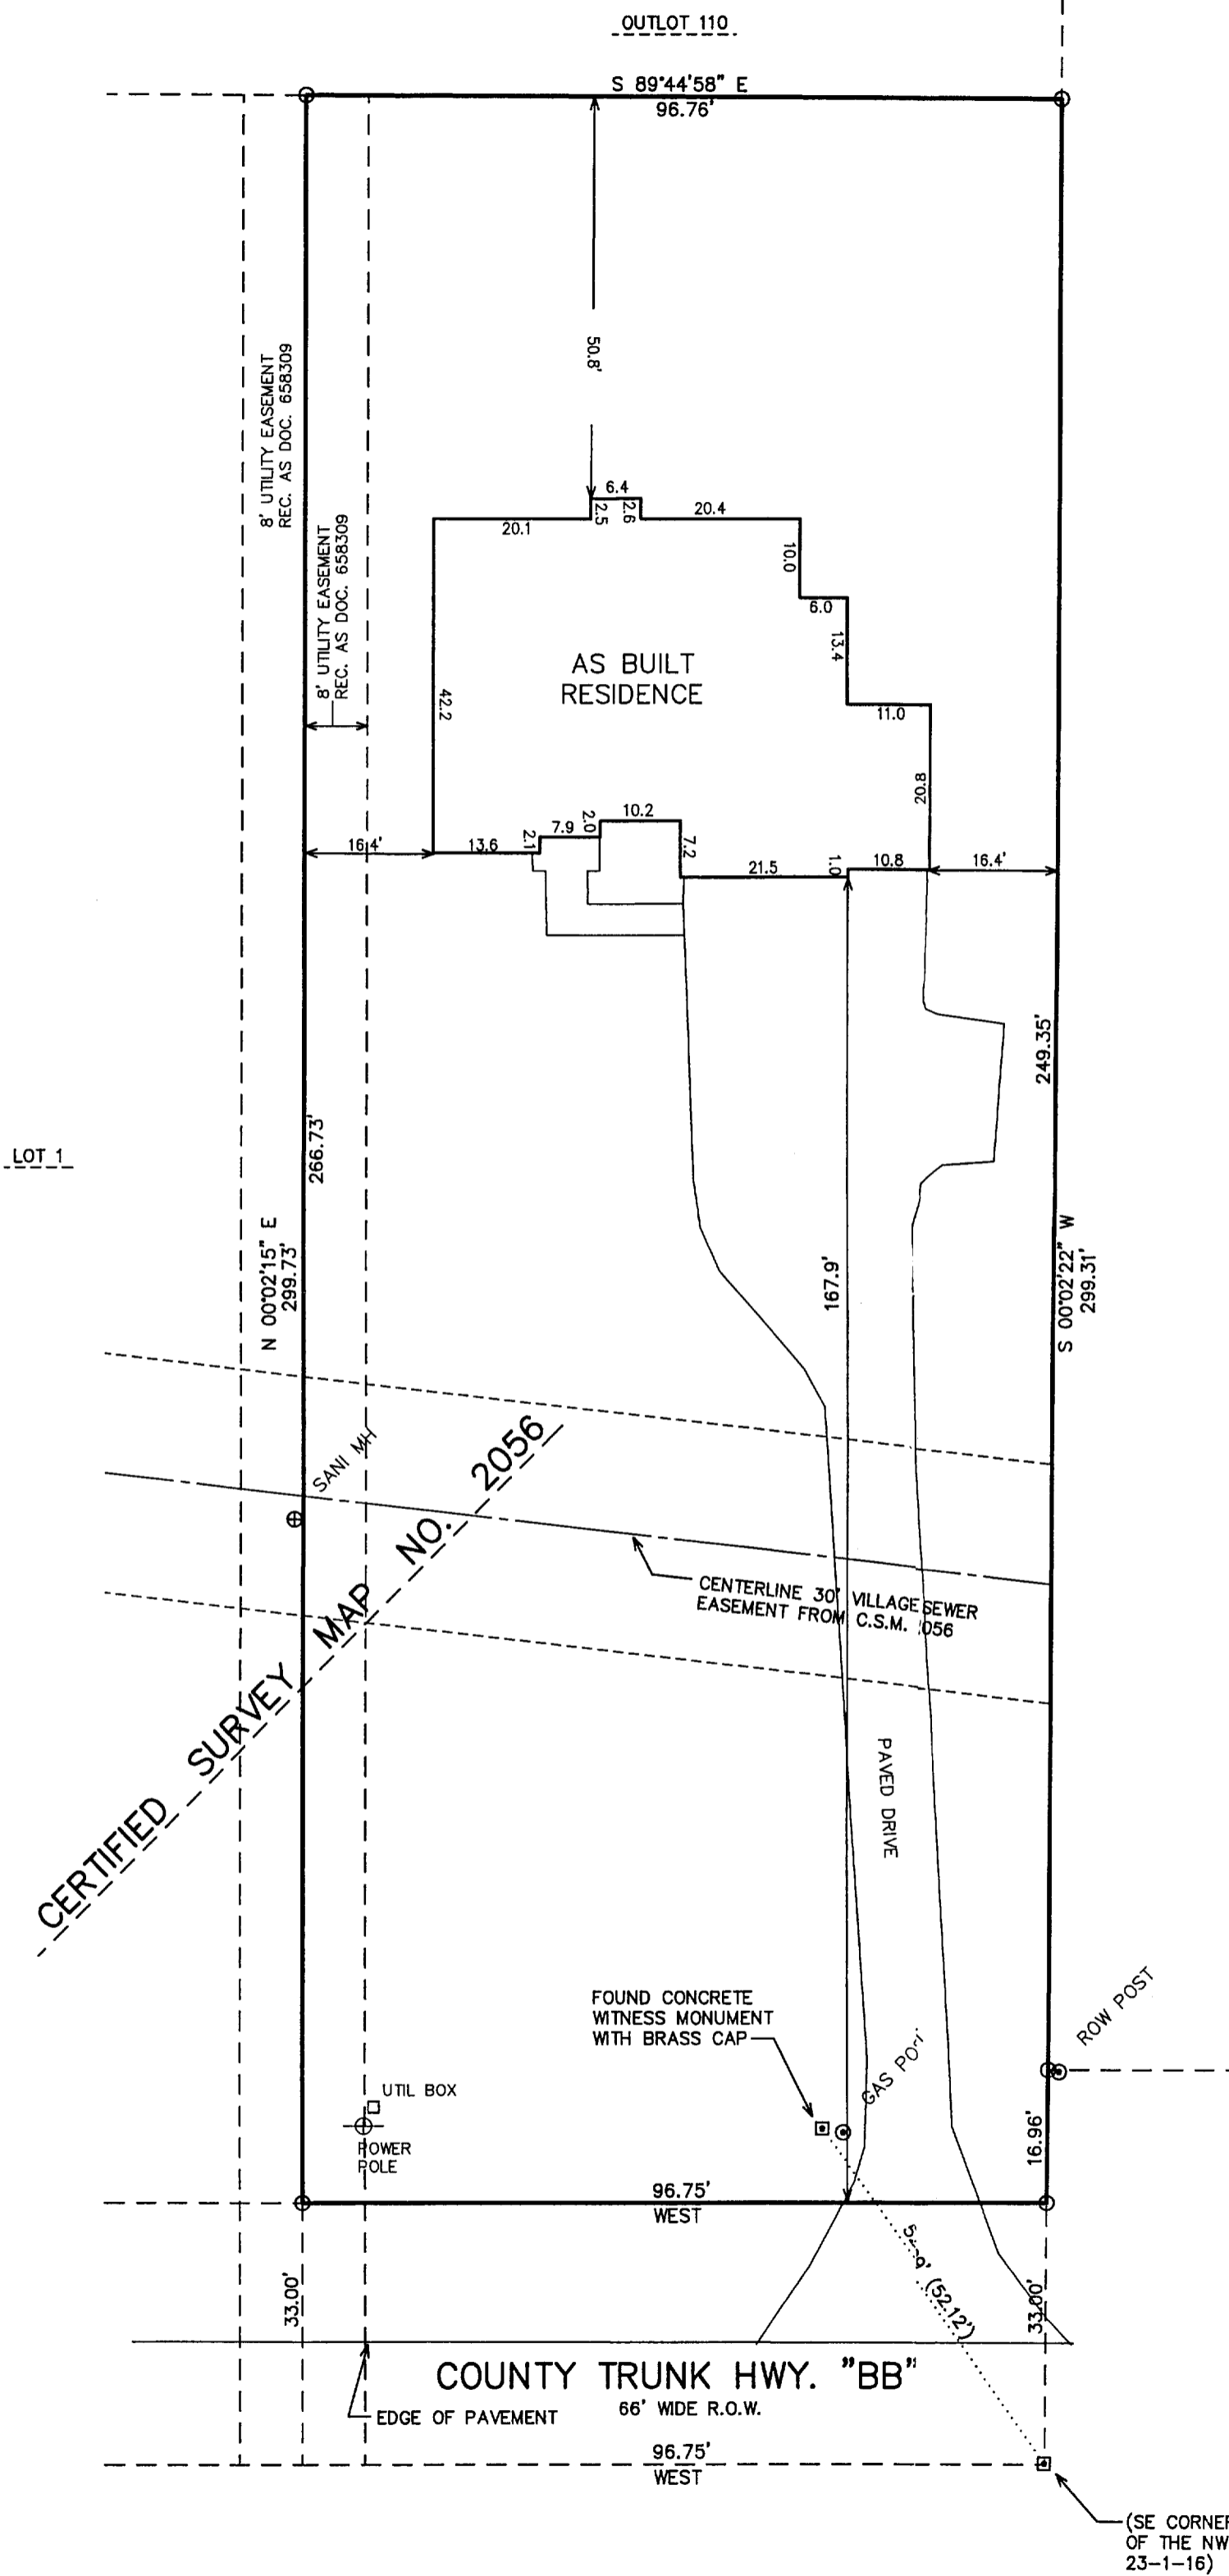 OUTLOT 110
S 89°44'58" E
96.76'
50.8'
8' UTILITY EASEMENT
REC. AS DOC. 658309
8' UTILITY EASEMENT
REC. AS DOC. 658309
6.4
2.5
2.6
20.1
20.4
10.0
6.0
13.4
AS BUILT
RESIDENCE
42.2
11.0
20.8
10.2
2.0
7.9
2.1
7.2
16.4'
13.6
21.5
1.0
10.8
16.4'
249.35'
266.73'
LOT 1
N 00°02'15" E
299.73'
167.9'
S 00°02'22" W
299.31'
SANI MH
CERTIFIED SURVEY MAP NO. 2056
CENTERLINE 30' VILLAGE SEWER
EASEMENT FROM C.S.M. 056
PAVED DRIVE
FOUND CONCRETE
WITNESS MONUMENT
WITH BRASS CAP
GAS
ROW POST
UTIL BOX
POWER
POLE
16.96'
96.75'
WEST
33.00'
(52.12')
33.00'
COUNTY TRUNK HWY. "BB"
66' WIDE R.O.W.
EDGE OF PAVEMENT
96.75'
WEST
(SE CORNER
OF THE NW
23-1-16)